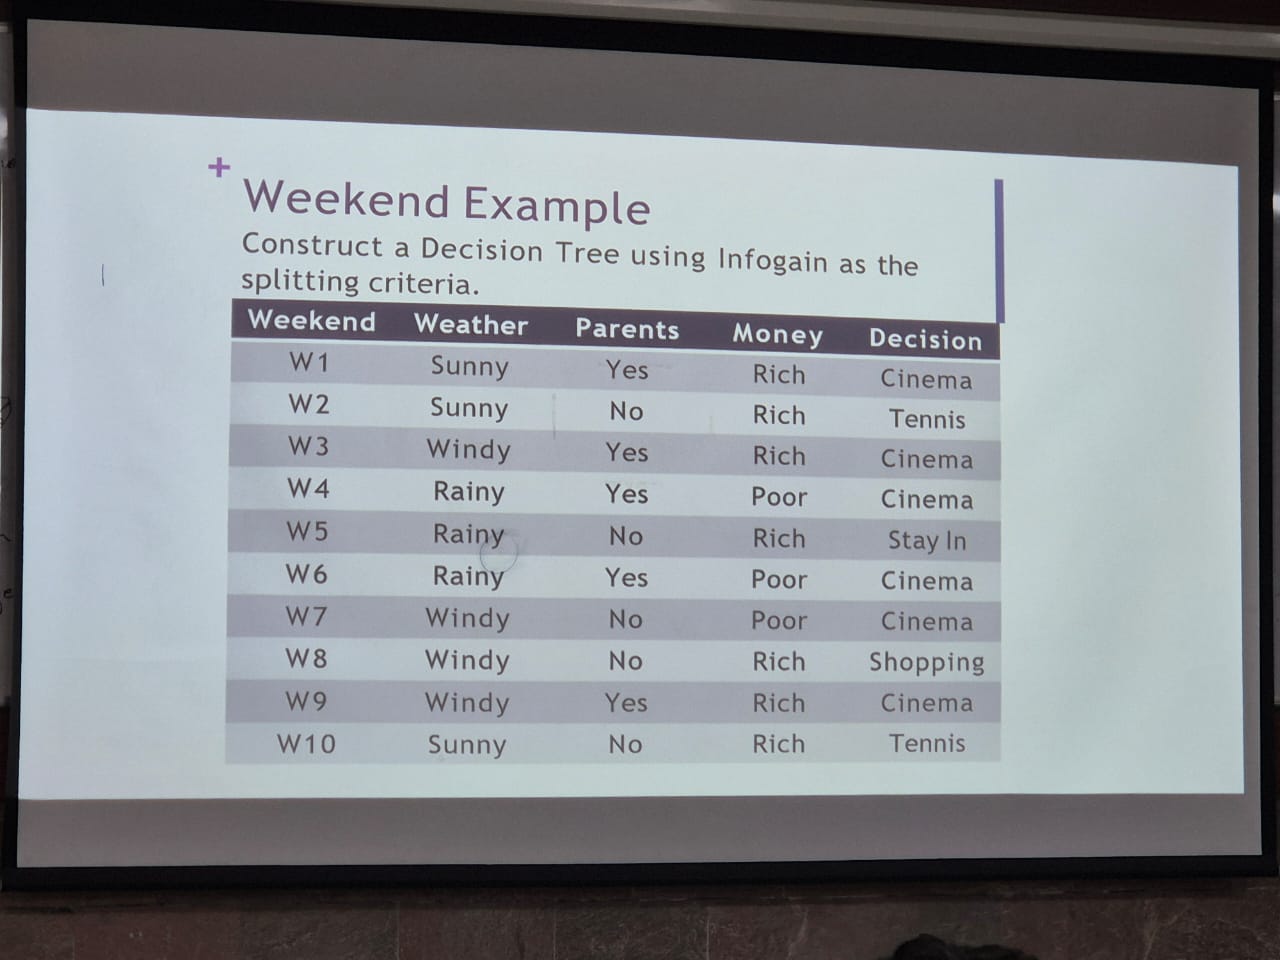 +
Weekend Example
Construct a Decision Tree using Infogain as the
splitting criteria.
Weekend Weather Parents Money Decision
W1 Sunny Yes Rich Cinema
W2 Sunny No Rich Tennis
W3 Windy Yes Rich Cinema
W4 Rainy Yes Poor Cinema
W5 Rainy No Rich Stay In
W6 Rainy Yes Poor Cinema
W7 Windy No Poor Cinema
W8 Windy No Rich Shopping
W9 Windy Yes Rich Cinema
W10 Sunny No Rich Tennis